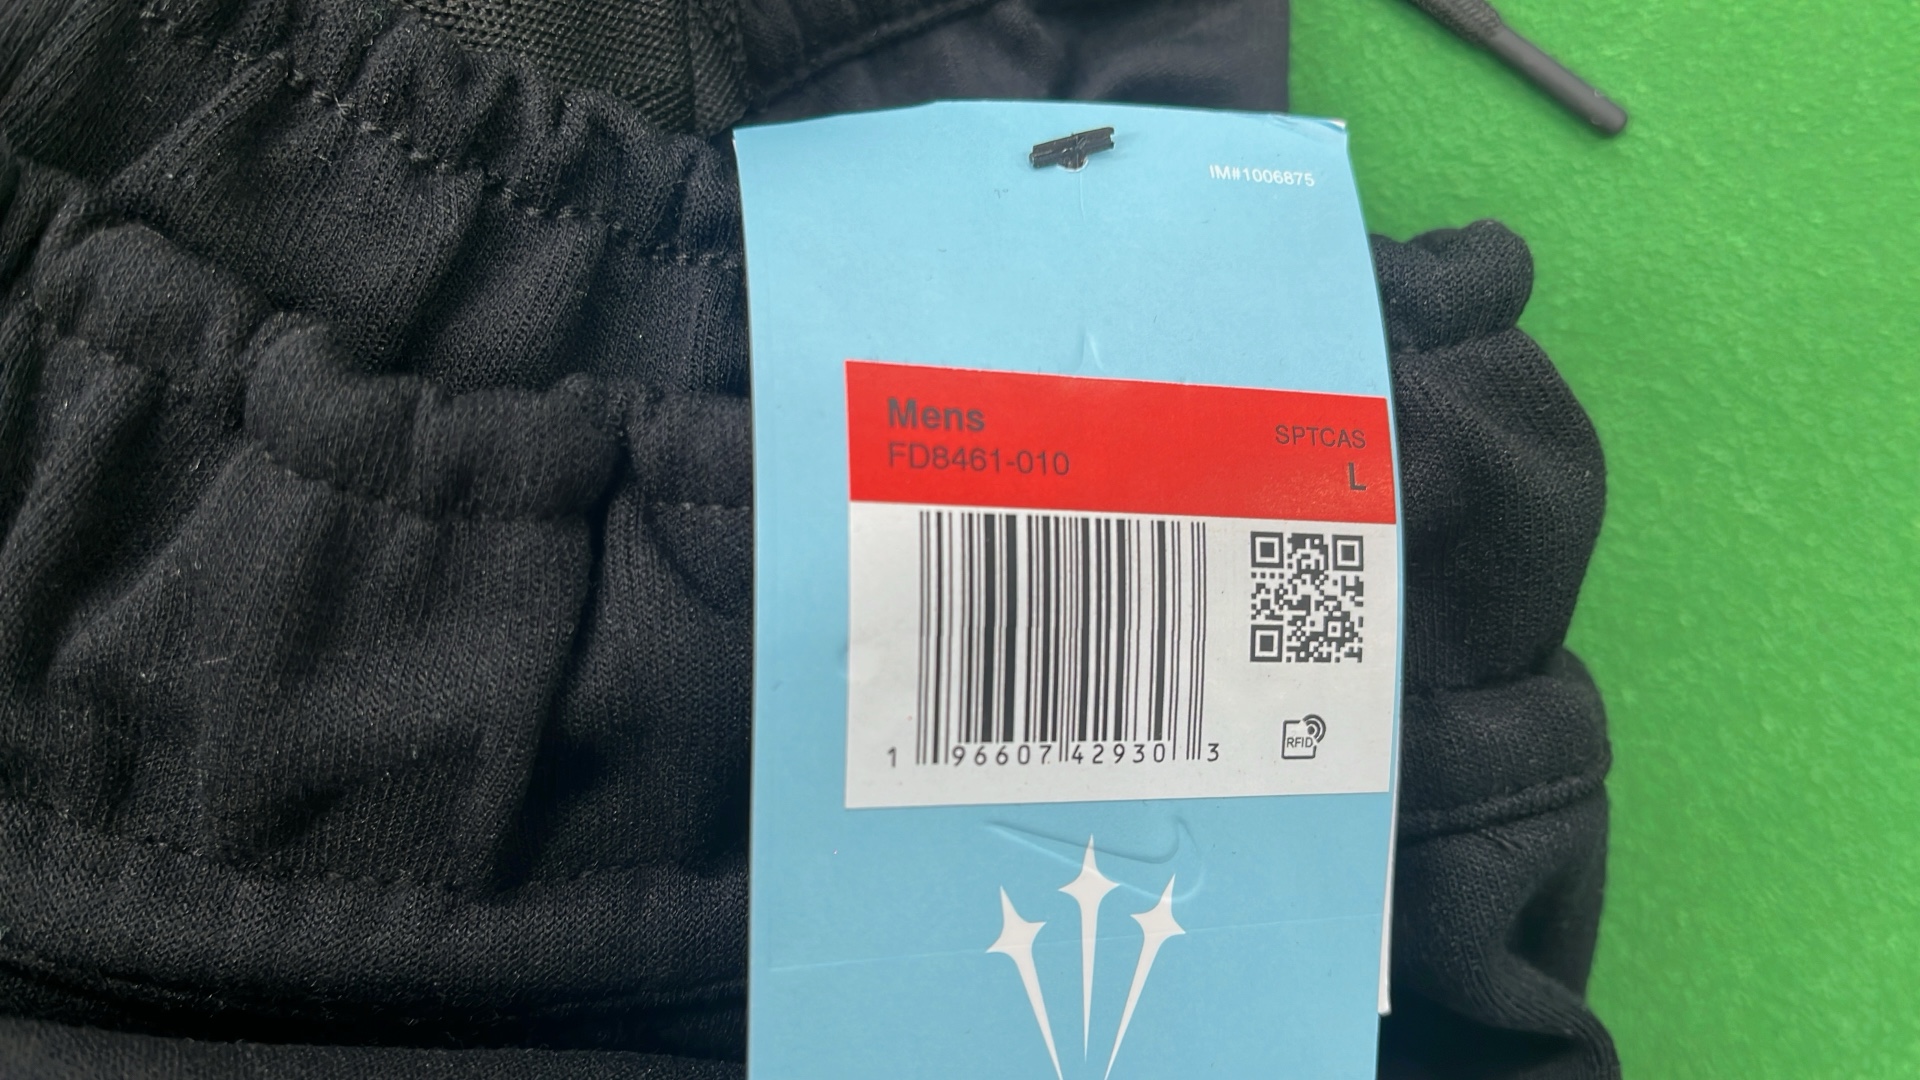 IM#1006875
Mens
SPTCAS
FD8461-010
L
1 96607 42930 3
RFID